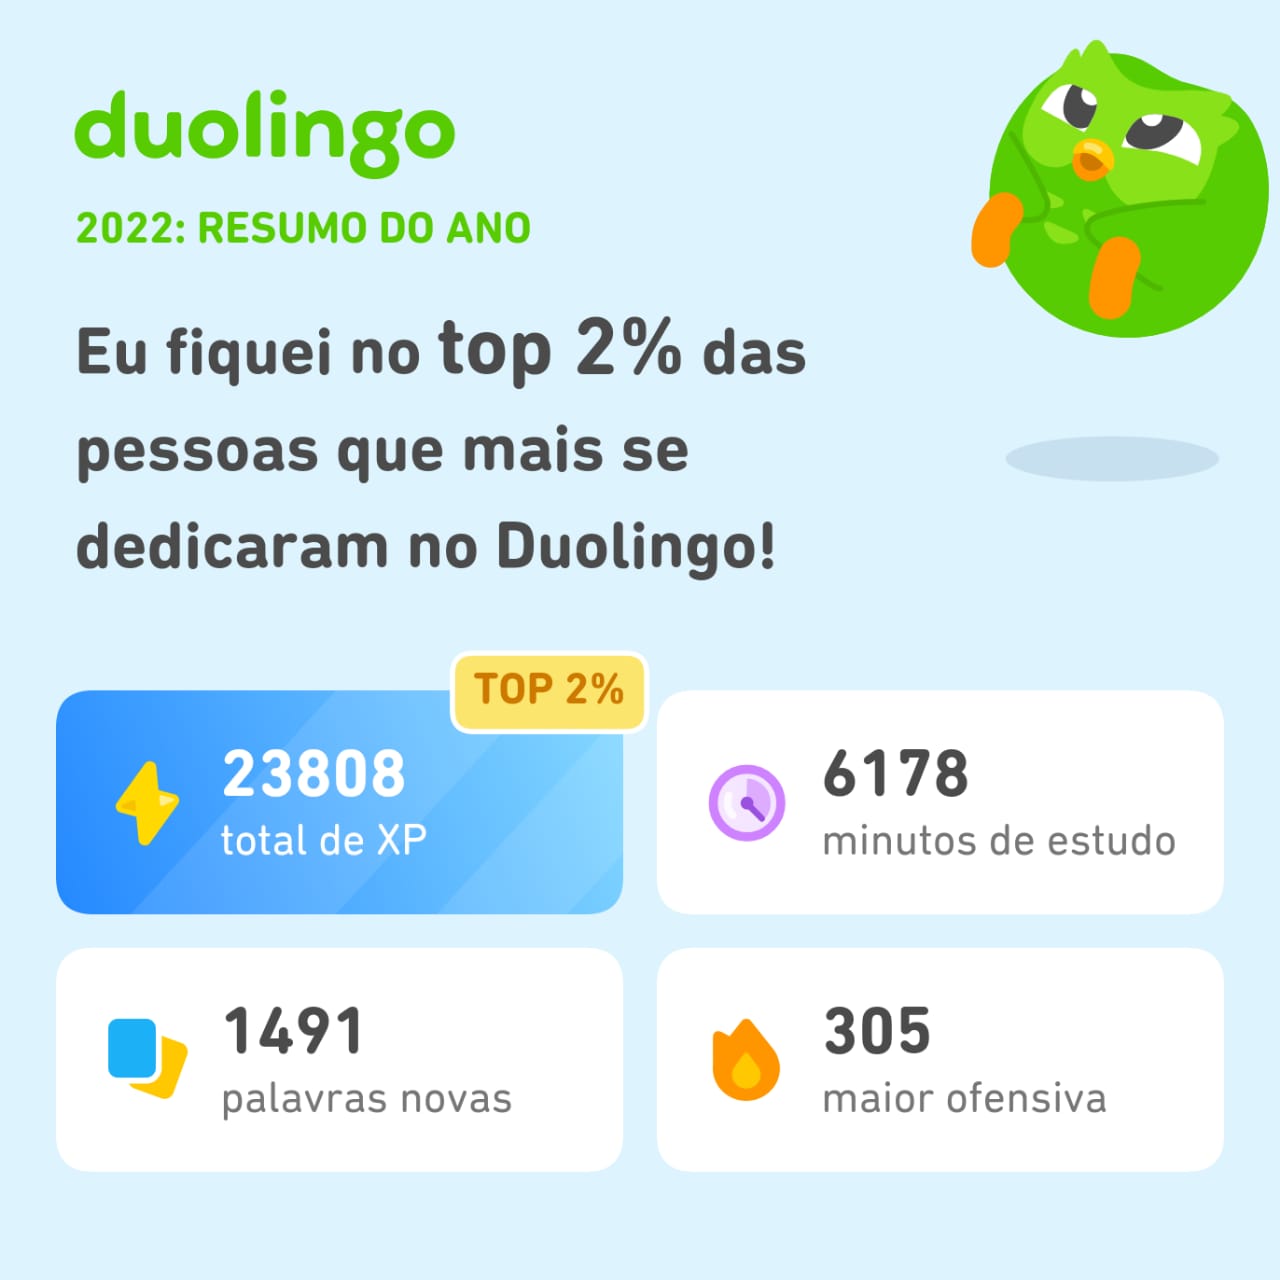 duolingo
2022: RESUMO DO ANO
Eu fiquei no top 2% das
pessoas que mais se
dedicaram no Duolingo!
TOP 2%
23808
total de XP
6178
minutos de estudo
1491
palavras novas
305
maior ofensiva